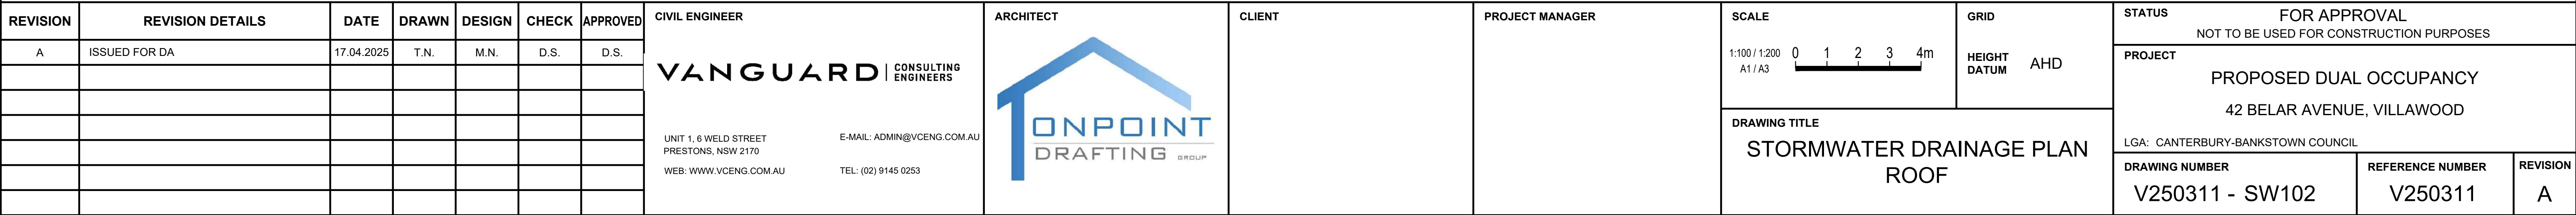 REVISION REVISION DETAILS DATE DRAWN DESIGN CHECK APPROVED
A ISSUED FOR DA 17.04.2025 T.N. M.N. D.S. D.S.
CIVIL ENGINEER
VANGUARD CONSULTING ENGINEERS
UNIT 1, 6 WELD STREET
PRESTONS, NSW 2170
E-MAIL: ADMIN@VCENG.COM.AU
WEB: WWW.VCENG.COM.AU
TEL: (02) 9145 0253
ARCHITECT
TONPOINT
DRAFTING GROUP
CLIENT
PROJECT MANAGER
SCALE
1:100 / 1:200 0 1 2 3 4m
A1 / A3
GRID
HEIGHT
DATUM
AHD
DRAWING TITLE
STORMWATER DRAINAGE PLAN
ROOF
STATUS
FOR APPROVAL
NOT TO BE USED FOR CONSTRUCTION PURPOSES
PROJECT
PROPOSED DUAL OCCUPANCY
42 BELAR AVENUE, VILLAWOOD
LGA: CANTERBURY-BANKSTOWN COUNCIL
DRAWING NUMBER
V250311 - SW102
REFERENCE NUMBER
V250311
REVISION
A